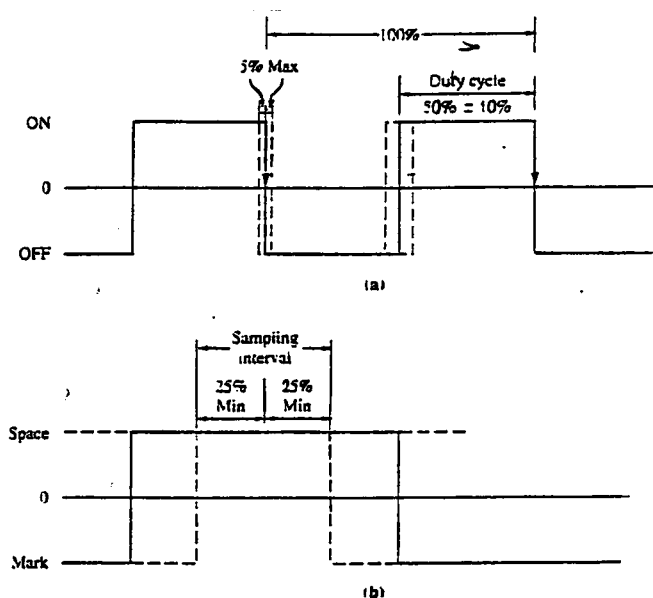 100%
5% Max
Duty cycle
50% = 10%
ON
0
OFF
(a)
Sampling
interval
25%
Min
25%
Min
Space
0
Mark
(b)